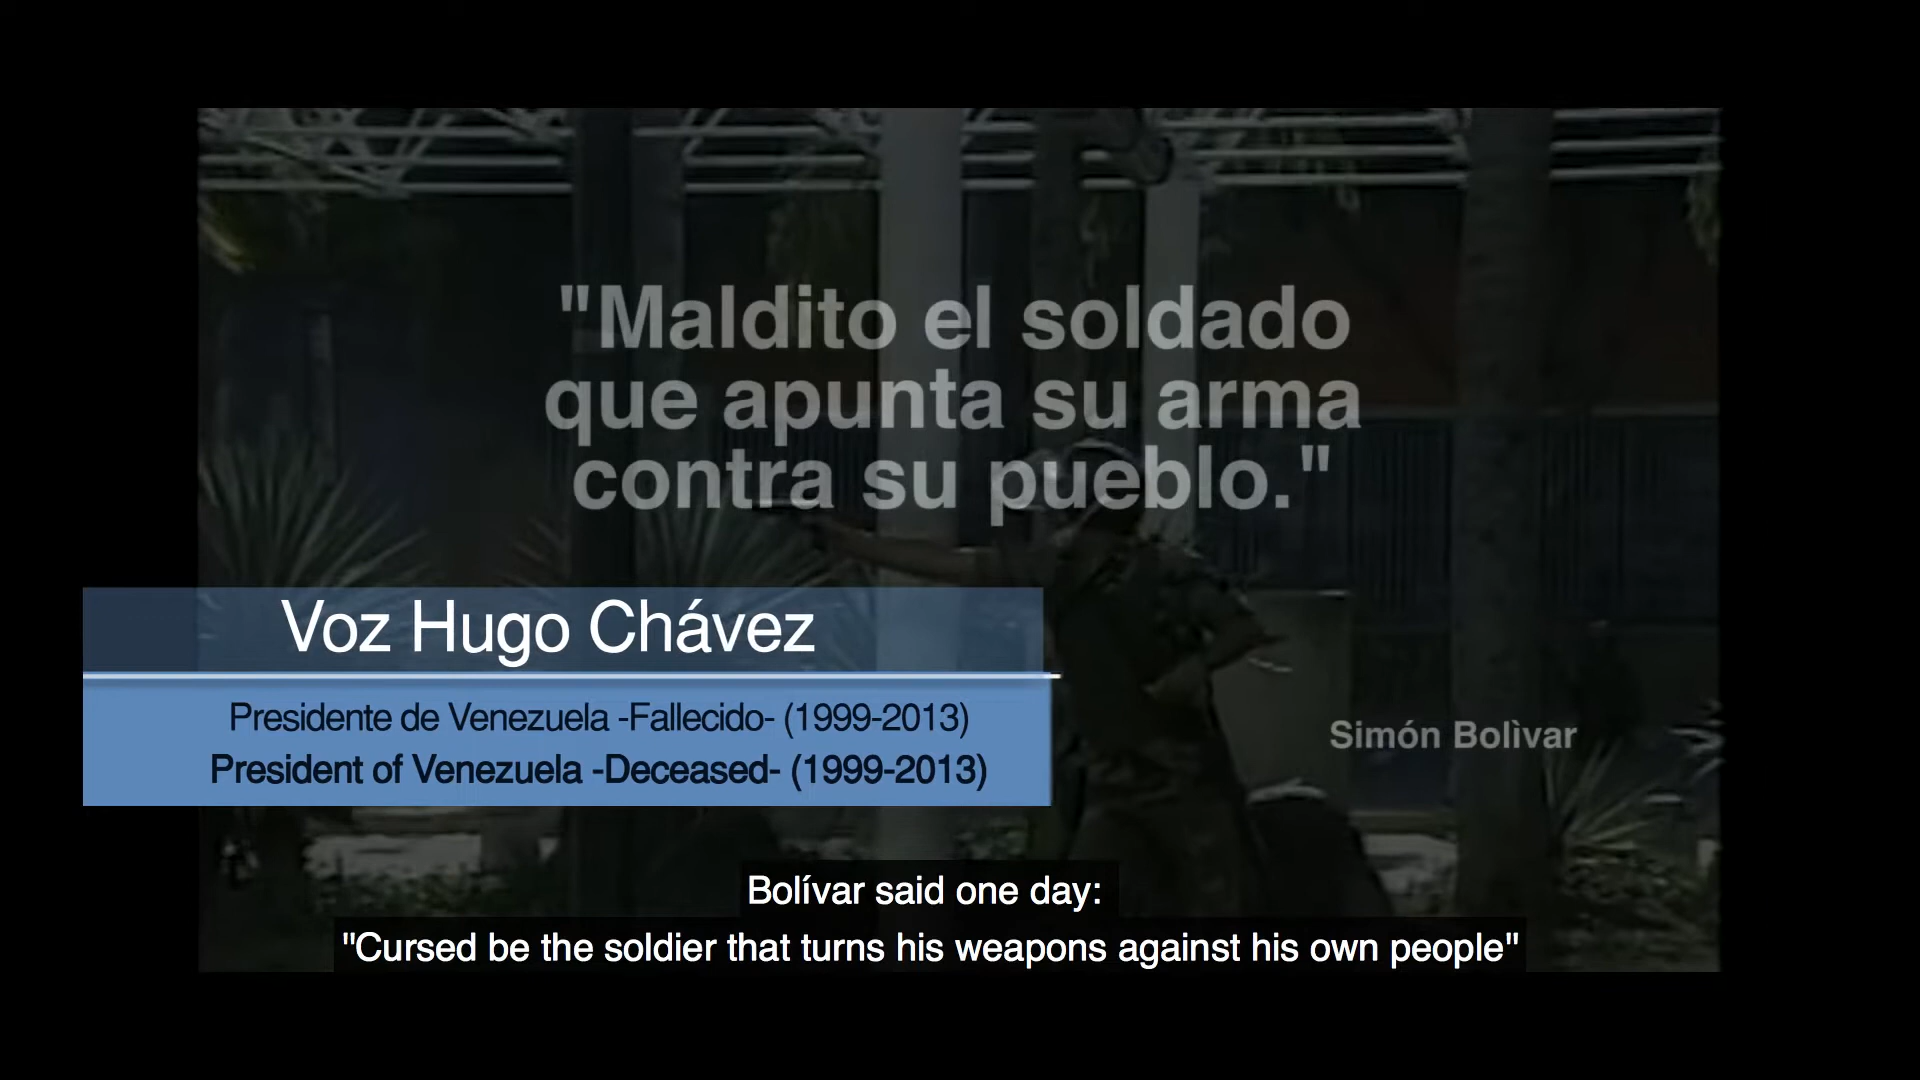 "Maldito el soldado
que apunta su arma
contra su pueblo."
Voz Hugo Chávez
Presidente de Venezuela -Fallecido- (1999-2013)
President of Venezuela -Deceased- (1999-2013)
Simón Bolìvar
Bolívar said one day:
"Cursed be the soldier that turns his weapons against his own people"